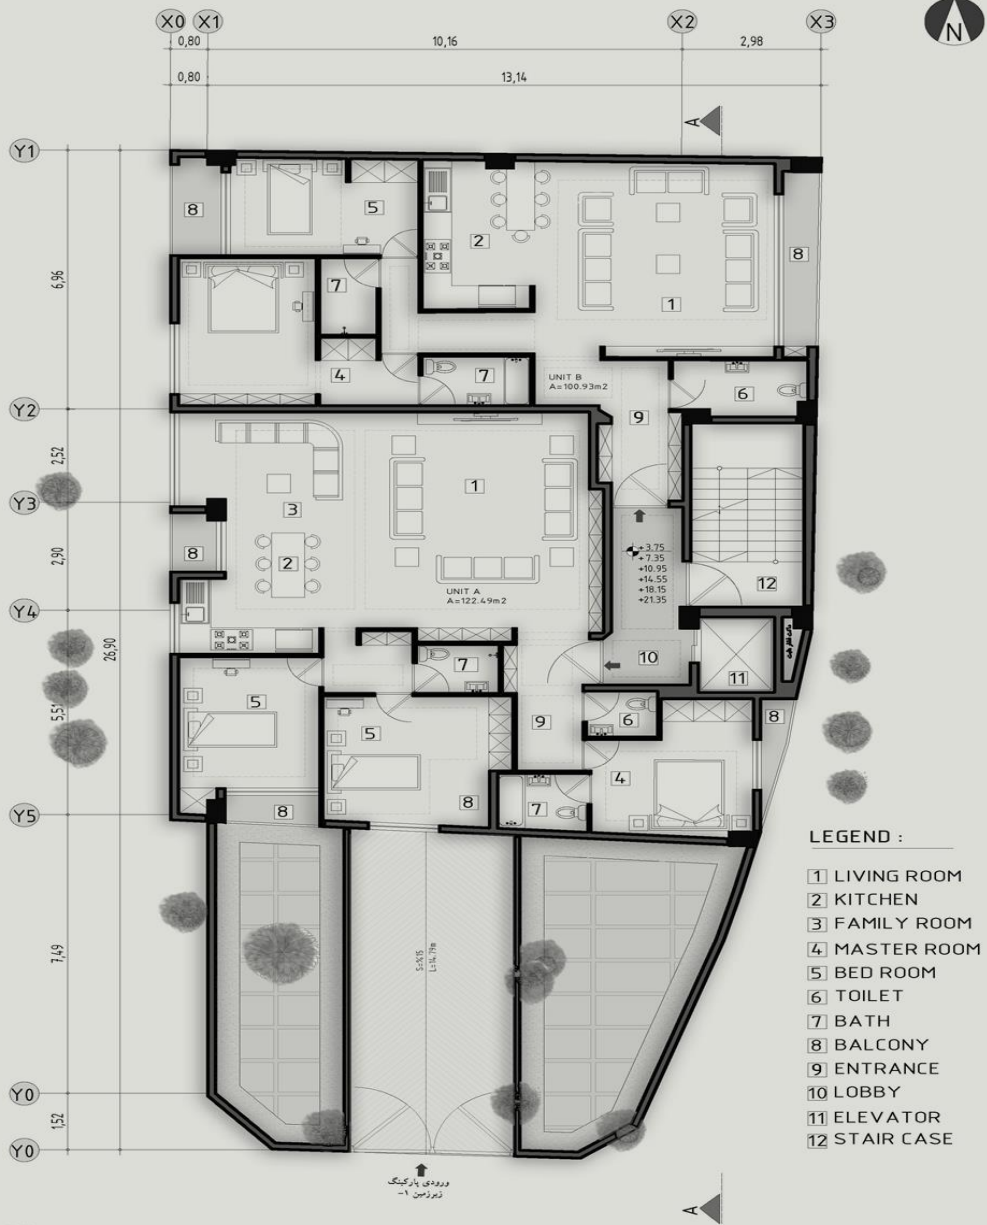 X0 X1 X2 X3
N
0,80 10,16 2,98
0,80 13,14
A
Y1
8 5 2 1 8
6,96
7
4 7
UNIT B
A=100.93m2
6
9
Y2
2,52
1
3
Y3
2,90
8 2
+3.75
+7.35
+10.95
+14.55
+18.15
+21.35
12
UNIT A
A=122.49m2
Y4
26,90
7 10 11
5,51
5 5 9 6 8
4
8 8 7
Y5
7,49
S=%15
L=14.79m
Y0
1,52
Y0
LEGEND :
1 LIVING ROOM
2 KITCHEN
3 FAMILY ROOM
4 MASTER ROOM
5 BED ROOM
6 TOILET
7 BATH
8 BALCONY
9 ENTRANCE
10 LOBBY
11 ELEVATOR
12 STAIR CASE
ورودی پارکینگ
زیرزمین ۱-
A